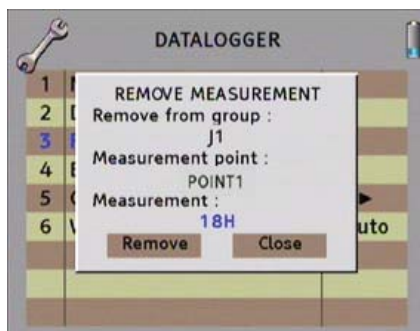 DATALOGGER
1
2
3
4
5
6
uto
REMOVE MEASUREMENT
Remove from group :
J1
Measurement point :
POINT1
Measurement :
18H
Remove Close